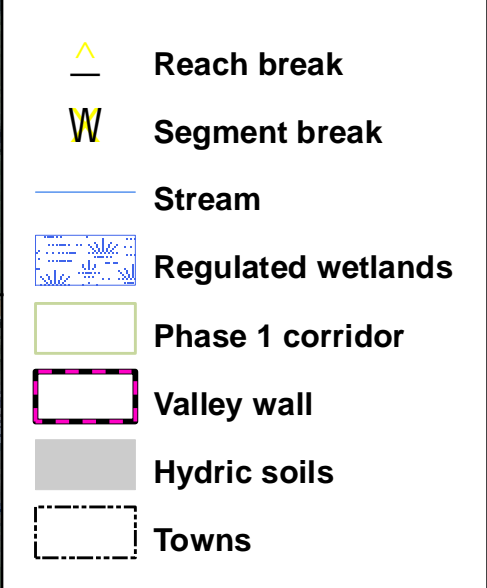 Reach break
W Segment break
Stream
Regulated wetlands
Phase 1 corridor
Valley wall
Hydric soils
Towns